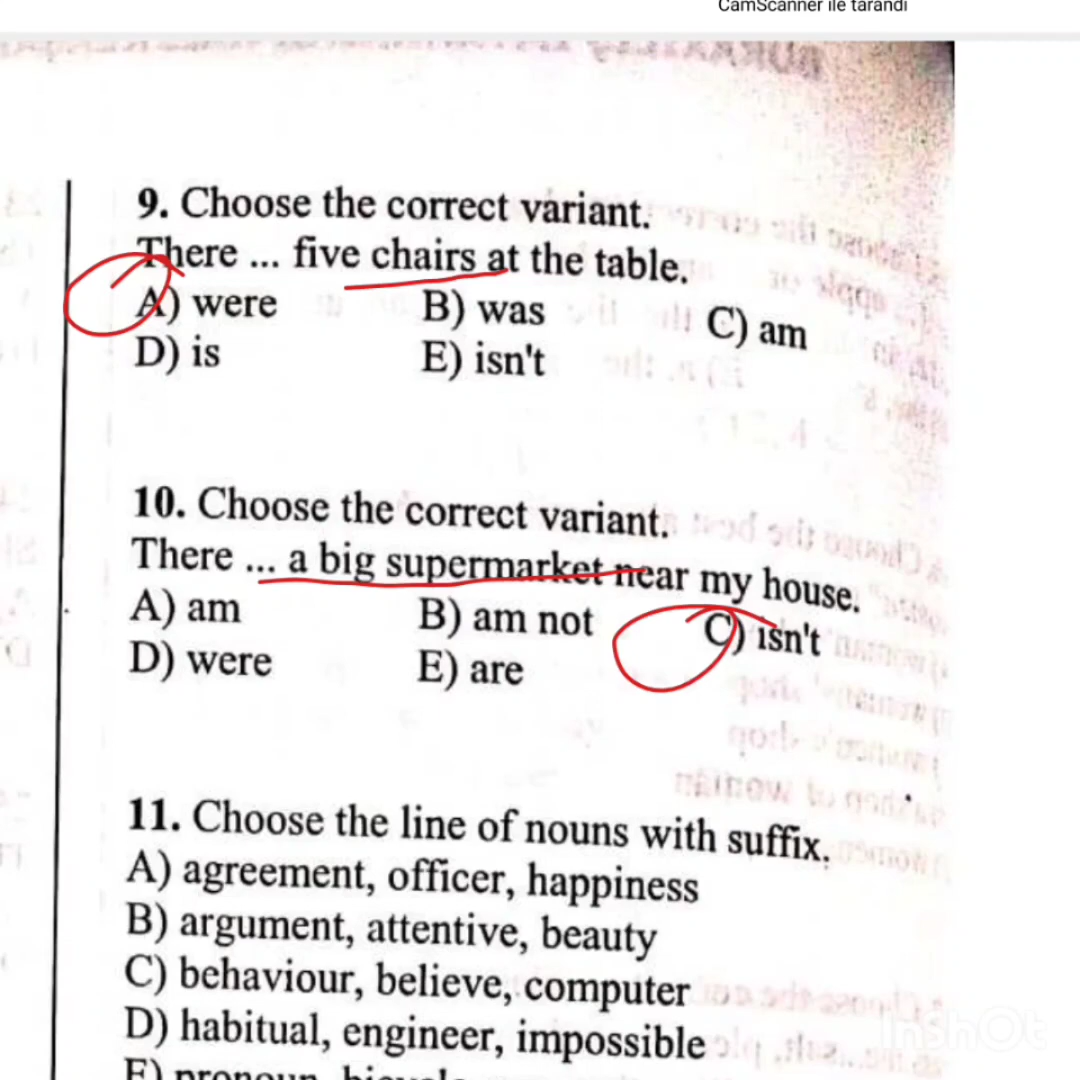 CamScanner ile tarandı
9. Choose the correct variant.
There ... five chairs at the table.
A) were B) was C) am
D) is E) isn't
10. Choose the correct variant.
There ... a big supermarket near my house.
A) am B) am not C) isn't
D) were E) are
11. Choose the line of nouns with suffix.
A) agreement, officer, happiness
B) argument, attentive, beauty
C) behaviour, believe, computer
D) habitual, engineer, impossible
E) pronoun, bicycle
InShOt